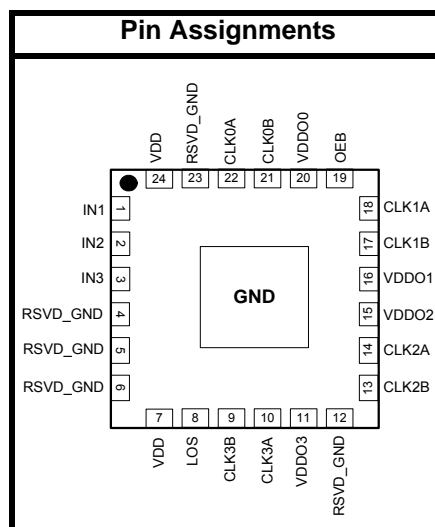 Pin Assignments
VDD
RSVD_GND
CLK0A
CLK0B
VDDO0
OEB
24
23
22
21
20
19
IN1
1
18
CLK1A
IN2
2
17
CLK1B
IN3
3
16
VDDO1
RSVD_GND
4
15
VDDO2
RSVD_GND
5
14
CLK2A
RSVD_GND
6
13
CLK2B
GND
7
8
9
10
11
12
VDD
LOS
CLK3B
CLK3A
VDDO3
RSVD_GND